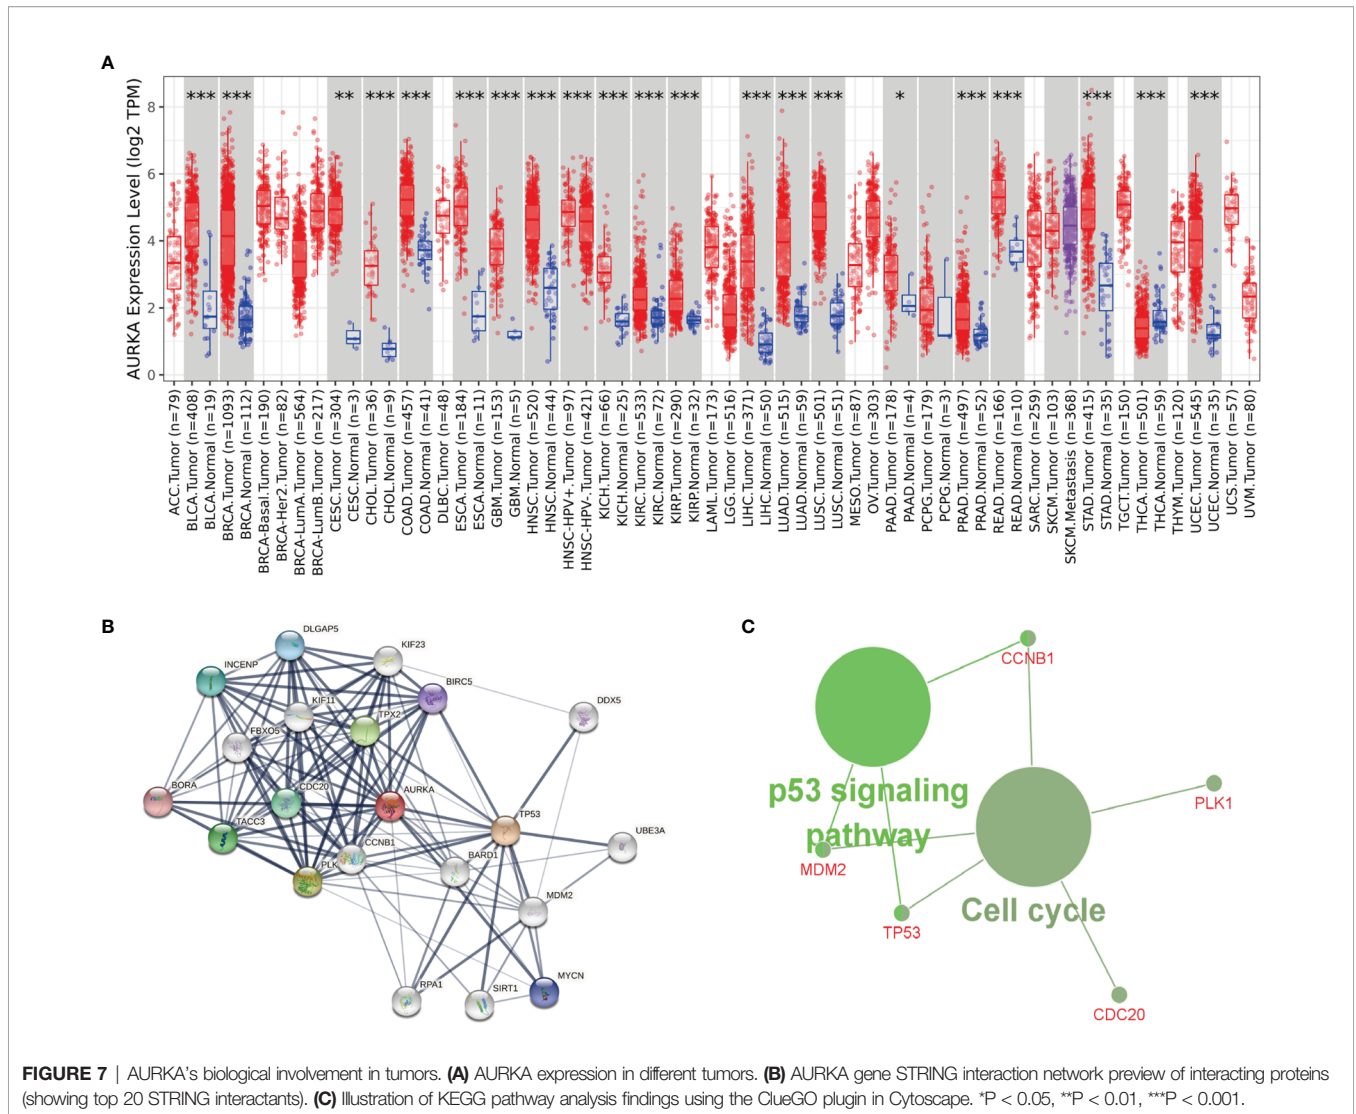 A
*** *** ** *** *** *** *** *** *** *** *** *** *** *** *** * *** *** *** *** ***
AURKA Expression Level (log2 TPM)
8
6
4
2
0
ACC.Tumor (n=79)
BLCA.Tumor (n=408)
BLCA.Normal (n=19)
BRCA.Tumor (n=1093)
BRCA.Normal (n=112)
BRCA-Basal.Tumor (n=190)
BRCA-Her2.Tumor (n=82)
BRCA-LumA.Tumor (n=564)
BRCA-LumB.Tumor (n=217)
CESC.Tumor (n=304)
CESC.Normal (n=3)
CHOL.Tumor (n=36)
CHOL.Normal (n=9)
COAD.Tumor (n=457)
COAD.Normal (n=41)
DLBC.Tumor (n=48)
ESCA.Tumor (n=184)
ESCA.Normal (n=11)
GBM.Tumor (n=153)
GBM.Normal (n=5)
HNSC.Tumor (n=520)
HNSC.Normal (n=44)
HNSC-HPV+.Tumor (n=97)
HNSC-HPV-.Tumor (n=421)
KICH.Tumor (n=66)
KICH.Normal (n=25)
KIRC.Tumor (n=533)
KIRC.Normal (n=72)
KIRP.Tumor (n=290)
KIRP.Normal (n=32)
LAML.Tumor (n=173)
LGG.Tumor (n=516)
LIHC.Tumor (n=371)
LIHC.Normal (n=50)
LUAD.Tumor (n=515)
LUAD.Normal (n=59)
LUSC.Tumor (n=501)
LUSC.Normal (n=51)
MESO.Tumor (n=87)
OV.Tumor (n=303)
PAAD.Tumor (n=178)
PAAD.Normal (n=4)
PCPG.Tumor (n=179)
PCPG.Normal (n=3)
PRAD.Tumor (n=497)
PRAD.Normal (n=52)
READ.Tumor (n=166)
READ.Normal (n=10)
SARC.Tumor (n=259)
SKCM.Tumor (n=103)
SKCM.Metastasis (n=368)
STAD.Tumor (n=415)
STAD.Normal (n=35)
TGCT.Tumor (n=150)
THCA.Tumor (n=501)
THCA.Normal (n=59)
THYM.Tumor (n=120)
UCEC.Tumor (n=545)
UCEC.Normal (n=35)
UCS.Tumor (n=57)
UVM.Tumor (n=80)
B
DLGAP5
KIF23
INCENP
BIRC5
KIF11
DDX5
TPX2
FBXO5
BORA
CDC20
AURKA
TP53
TACC3
UBE3A
CCNB1
PLK
BARD1
MDM2
RPA1
SIRT1
MYCN
C
CCNB1
p53 signaling
pathway
PLK1
MDM2
Cell cycle
TP53
CDC20
FIGURE 7 | AURKA's biological involvement in tumors. (A) AURKA expression in different tumors. (B) AURKA gene STRING interaction network preview of interacting proteins
(showing top 20 STRING interactants). (C) Illustration of KEGG pathway analysis findings using the ClueGO plugin in Cytoscape. *P < 0.05, **P < 0.01, ***P < 0.001.